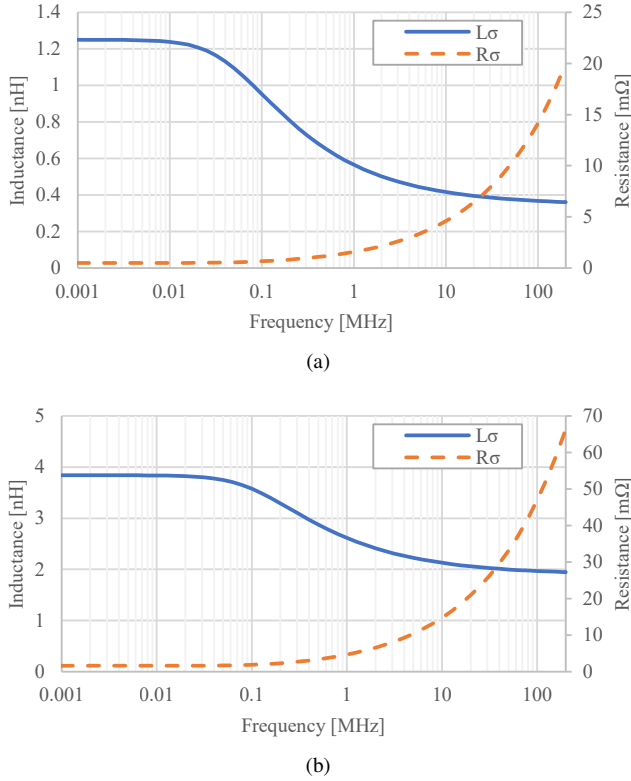 1.4
1.2
1
0.8
0.6
0.4
0.2
0
Inductance [nH]
25
20
15
10
5
0
Resistance [mΩ]
Lσ
Rσ
0.001 0.01 0.1 1 10 100
Frequency [MHz]
(a)
5
4
3
2
1
0
Inductance [nH]
70
60
50
40
30
20
10
0
Resistance [mΩ]
Lσ
Rσ
0.001 0.01 0.1 1 10 100
Frequency [MHz]
(b)